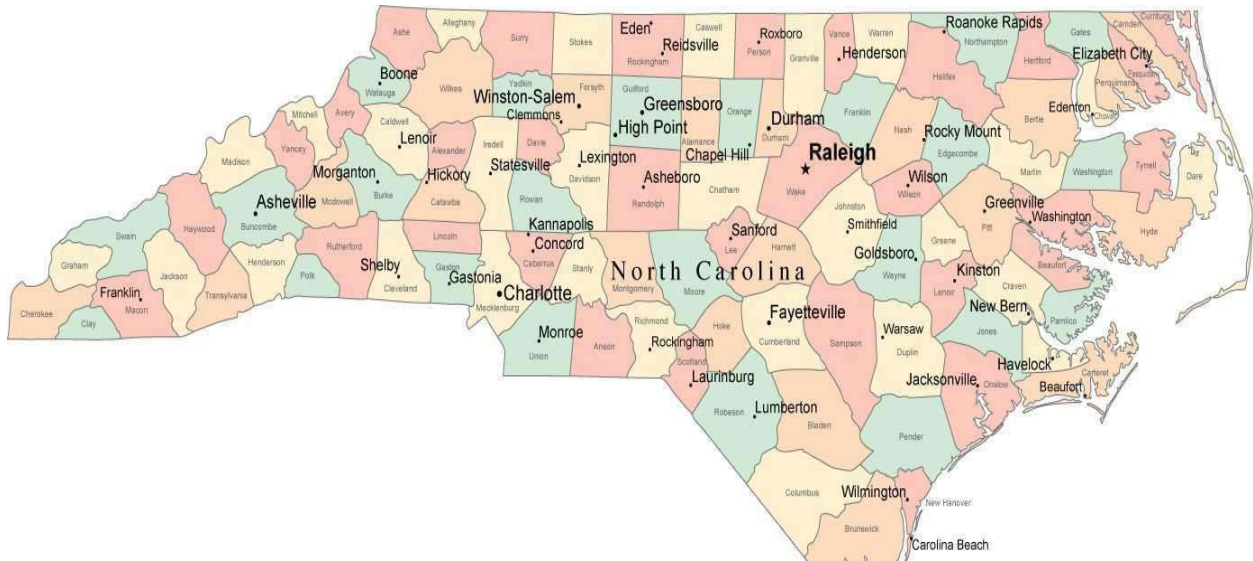 Alleghany
Ashe
Surry
Stokes
Eden
Reidsville
Rockingham
Caswell
Roxboro
Person
Granville
Vance
Henderson
Warren
Roanoke Rapids
Northampton
Halifax
Hertford
Gates
Camden
Currituck
Elizabeth City
Pasquotank
Perquimans
Edenton
Chowan
Bertie
Boone
Watauga
Wilkes
Yadkin
Winston-Salem
Forsyth
Clemmons
Guilford
Greensboro
High Point
Alamance
Orange
Chapel Hill
Durham
Durham
Franklin
Nash
Rocky Mount
Edgecombe
Martin
Washington
Tyrrell
Dare
Mitchell
Avery
Caldwell
Lenoir
Alexander
Iredell
Statesville
Davie
Lexington
Davidson
Asheboro
Randolph
Chatham
Raleigh
Wake
Wilson
Wilson
Greenville
Pitt
Washington
Beaufort
Hyde
Madison
Yancey
Morganton
Burke
Hickory
Catawba
Mcdowell
Asheville
Buncombe
Rowan
Kannapolis
Sanford
Lee
Harnett
Johnston
Smithfield
Goldsboro
Wayne
Greene
Swain
Haywood
Rutherford
Lincoln
Concord
Cabarrus
Stanly
North Carolina
Montgomery
Moore
Kinston
Lenoir
Craven
New Bern
Pamlico
Graham
Jackson
Henderson
Polk
Shelby
Cleveland
Gaston
Gastonia
Charlotte
Mecklenburg
Franklin
Macon
Transylvania
Cherokee
Clay
Monroe
Union
Anson
Richmond
Rockingham
Hoke
Scotland
Laurinburg
Fayetteville
Cumberland
Sampson
Warsaw
Duplin
Jones
Havelock
Carteret
Beaufort
Jacksonville
Onslow
Robeson
Lumberton
Bladen
Pender
Columbus
Wilmington
New Hanover
Brunswick
Carolina Beach